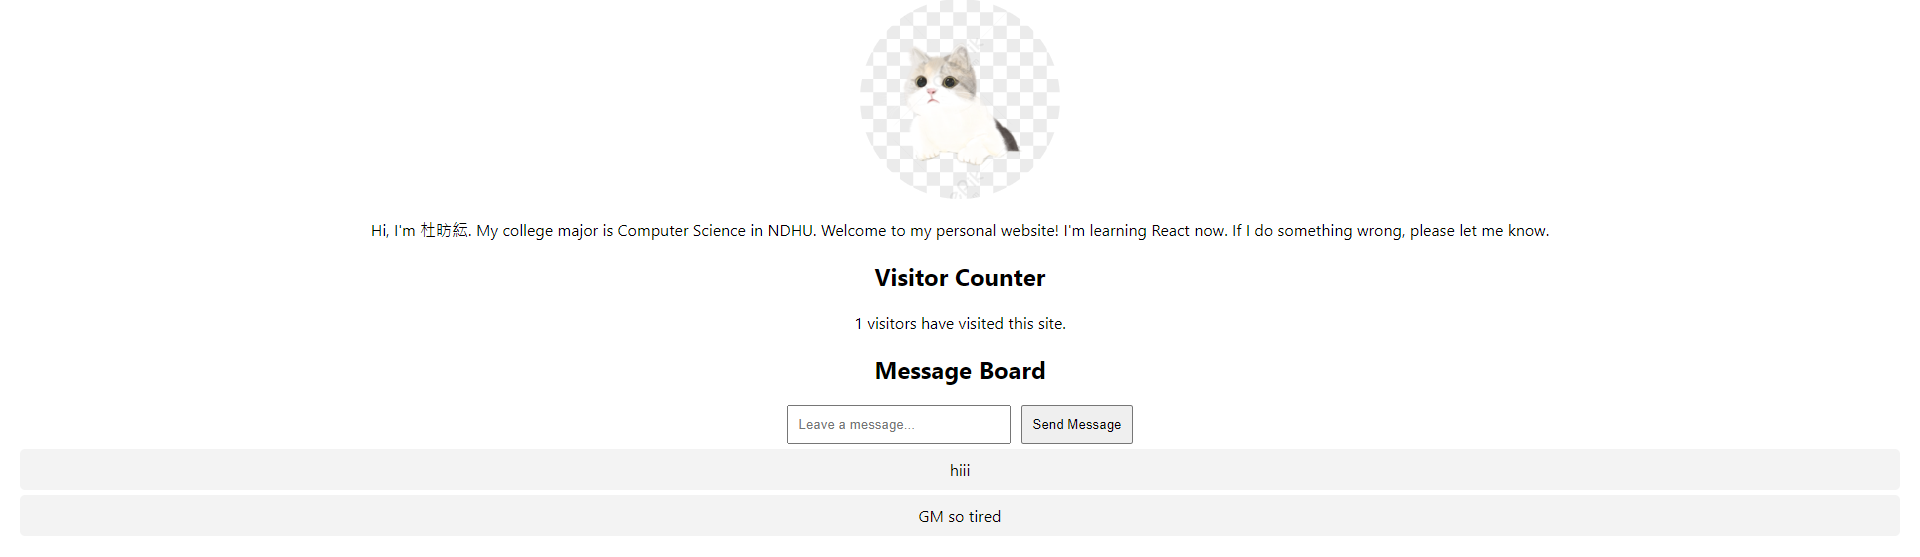 Hi, I'm 杜昉紜. My college major is Computer Science in NDHU. Welcome to my personal website! I'm learning React now. If I do something wrong, please let me know.
Visitor Counter
1 visitors have visited this site.
Message Board
Leave a message...
Send Message
hiii
GM so tired